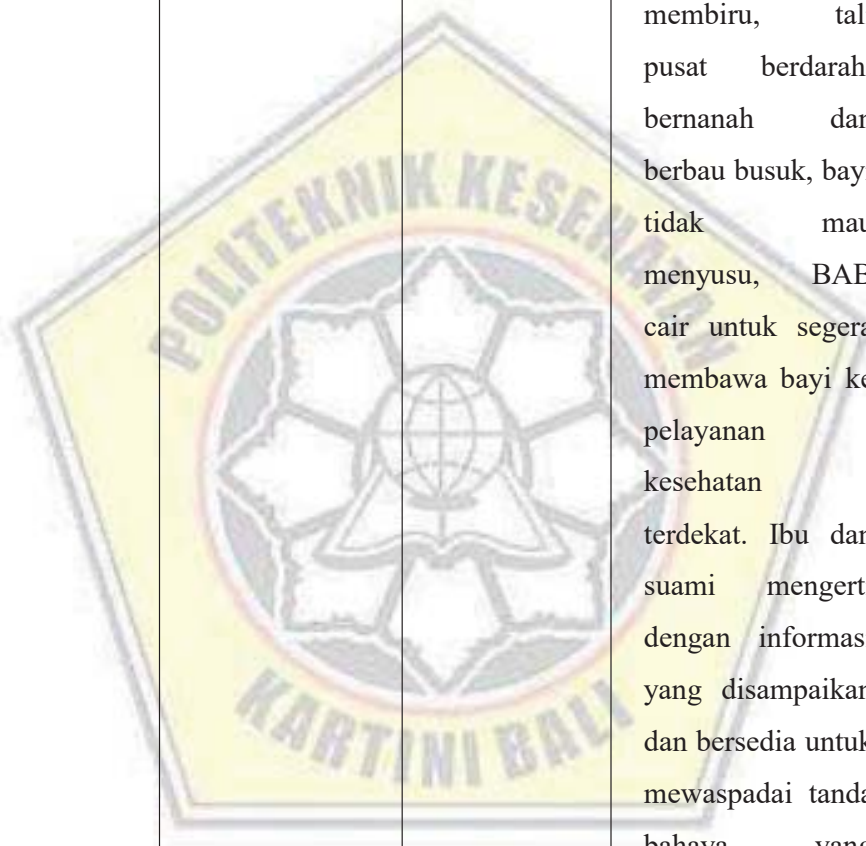 membiru, tal
pusat berdarah
bernanah dan
berbau busuk, bay
tidak mau
menyusu, BAB
cair untuk segera
membawa bayi ke
pelayanan
kesehatan
terdekat. Ibu dan
suami mengert
dengan informas
yang disampaikan
dan bersedia untuk
mewaspadai tanda
bahaya yang
POLITEKNIK KESEHATAN
KARTINI BALI